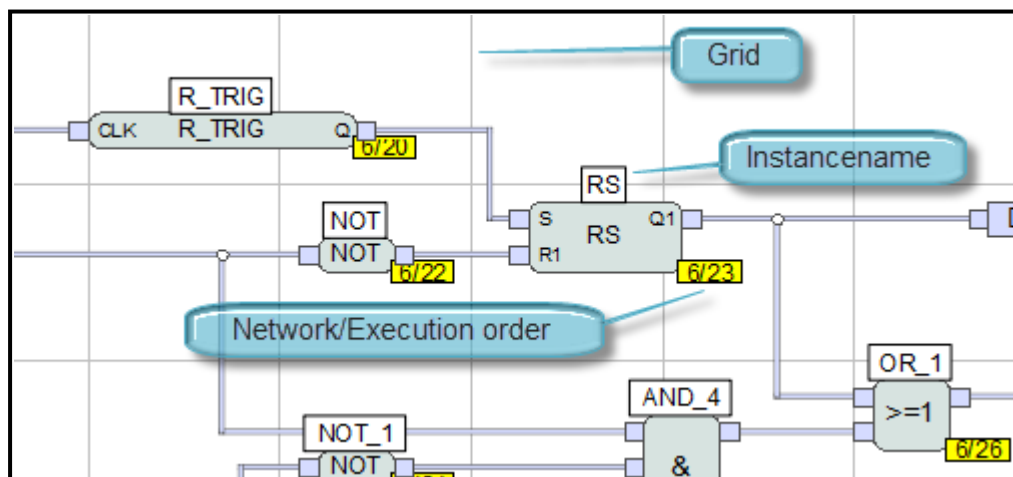 Grid
R_TRIG
CLK R_TRIG Q
6/20
Instancename
RS
S RS Q1
R1
6/23
NOT
NOT
6/22
Network/Execution order
OR_1
>=1
6/26
AND_4
&
NOT_1
NOT